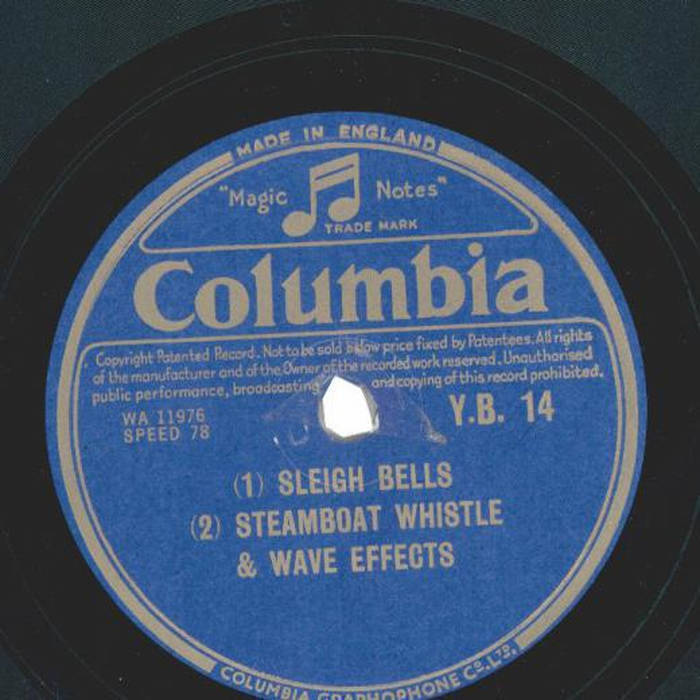 MADE IN ENGLAND
"Magic Notes"
TRADE MARK
Columbia
Copyright Patented Record. Not to be sold below price fixed by Patentees. All rights
of the manufacturer and of the Owner of the recorded work reserved. Unauthorised
public performance, broadcasting and copying of this record prohibited.
WA 11976
SPEED 78
Y.B. 14
(1) SLEIGH BELLS
(2) STEAMBOAT WHISTLE
& WAVE EFFECTS
COLUMBIA GRAPHOPHONE CO. LTD.